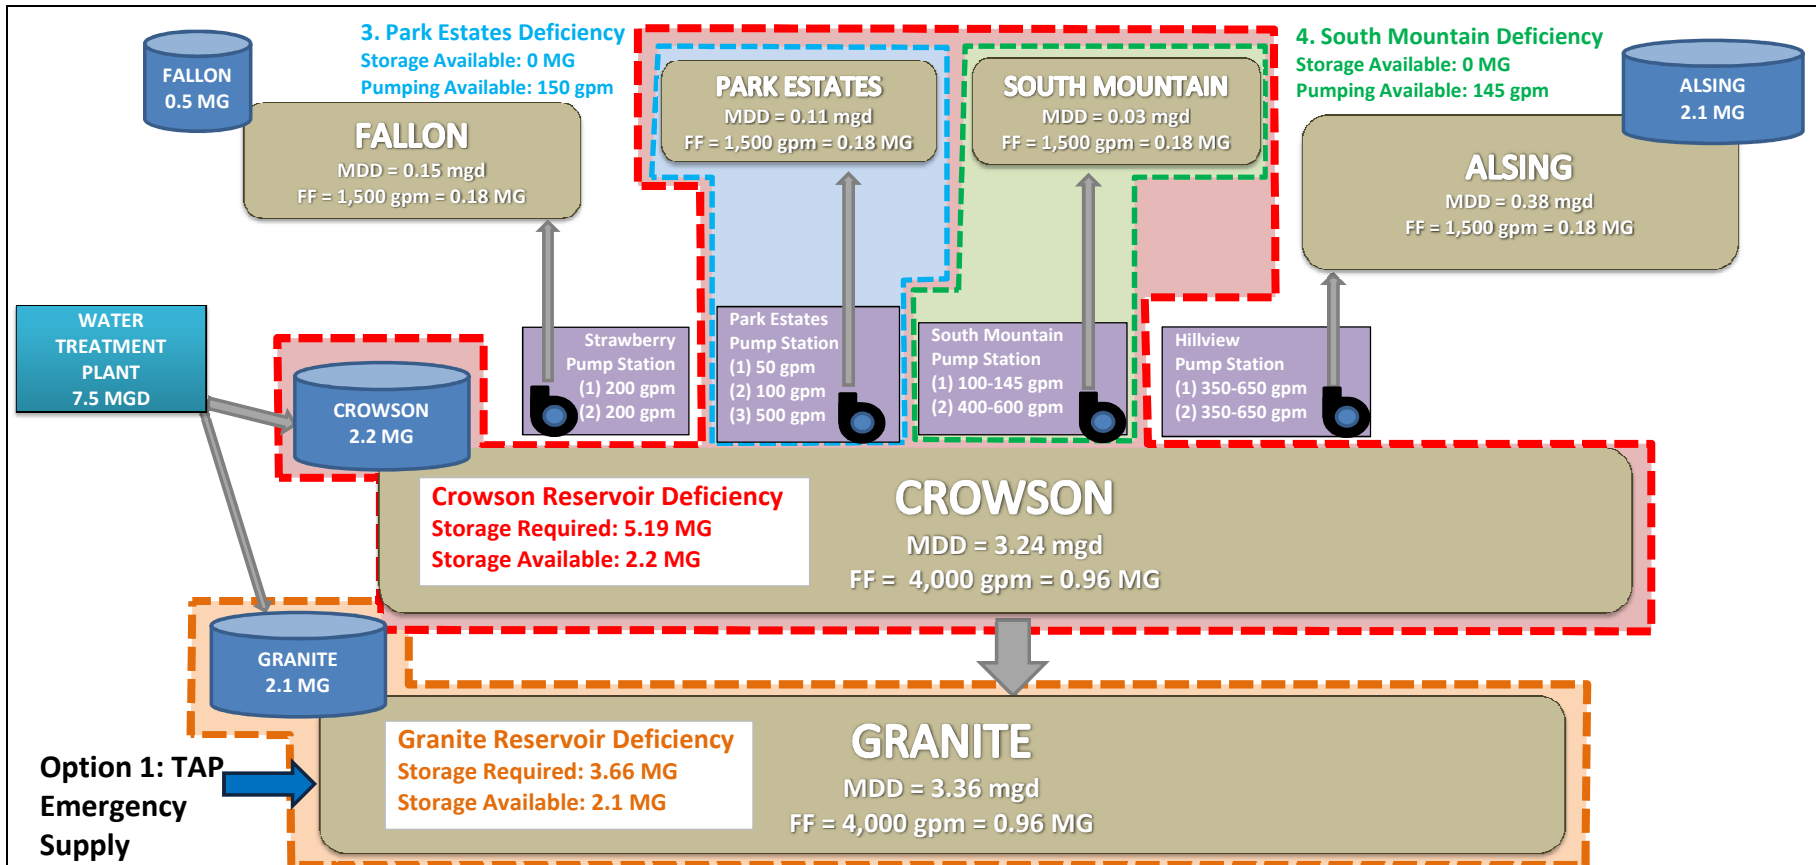 3. Park Estates Deficiency
Storage Available: 0 MG
Pumping Available: 150 gpm
4. South Mountain Deficiency
Storage Available: 0 MG
Pumping Available: 145 gpm
FALLON
0.5 MG
FALLON
MDD = 0.15 mgd
FF = 1,500 gpm = 0.18 MG
PARK ESTATES
MDD = 0.11 mgd
FF = 1,500 gpm = 0.18 MG
SOUTH MOUNTAIN
MDD = 0.03 mgd
FF = 1,500 gpm = 0.18 MG
ALSING
2.1 MG
ALSING
MDD = 0.38 mgd
FF = 1,500 gpm = 0.18 MG
WATER
TREATMENT
PLANT
7.5 MGD
CROWSON
2.2 MG
Strawberry
Pump Station
(1) 200 gpm
(2) 200 gpm
Park Estates
Pump Station
(1) 50 gpm
(2) 100 gpm
(3) 500 gpm
South Mountain
Pump Station
(1) 100-145 gpm
(2) 400-600 gpm
Hillview
Pump Station
(1) 350-650 gpm
(2) 350-650 gpm
Crowson Reservoir Deficiency
Storage Required: 5.19 MG
Storage Available: 2.2 MG
CROWSON
MDD = 3.24 mgd
FF = 4,000 gpm = 0.96 MG
GRANITE
2.1 MG
Granite Reservoir Deficiency
Storage Required: 3.66 MG
Storage Available: 2.1 MG
GRANITE
MDD = 3.36 mgd
FF = 4,000 gpm = 0.96 MG
Option 1: TAP
Emergency
Supply